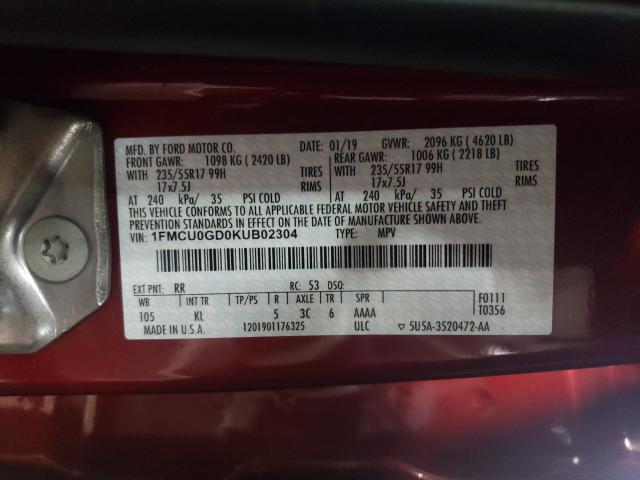 MFD. BY FORD MOTOR CO. DATE: 01/19 GVWR: 2096 KG ( 4620 LB)
FRONT GAWR: 1098 KG ( 2420 LB) REAR GAWR: 1006 KG ( 2218 LB)
WITH 235/55R17 99H TIRES WITH 235/55R17 99H TIRES
17x7.5J RIMS 17x7.5J RIMS
AT 240 kPa/ 35 PSI COLD AT 240 kPa/ 35 PSI COLD
THIS VEHICLE CONFORMS TO ALL APPLICABLE FEDERAL MOTOR VEHICLE SAFETY AND THEFT
PREVENTION STANDARDS IN EFFECT ON THE DATE OF MANUFACTURE SHOWN ABOVE.
VIN: 1FMCU0GD0KUB02304 TYPE: MPV
EXT PNT: RR RC: 53 DSO:
WB INT TR TP/PS R AXLE TR SPR F0111
105 KL 5 3C 6 AAAA T0356
MADE IN U.S.A. 1201901176325 ULC 5U5A-3520472-AA